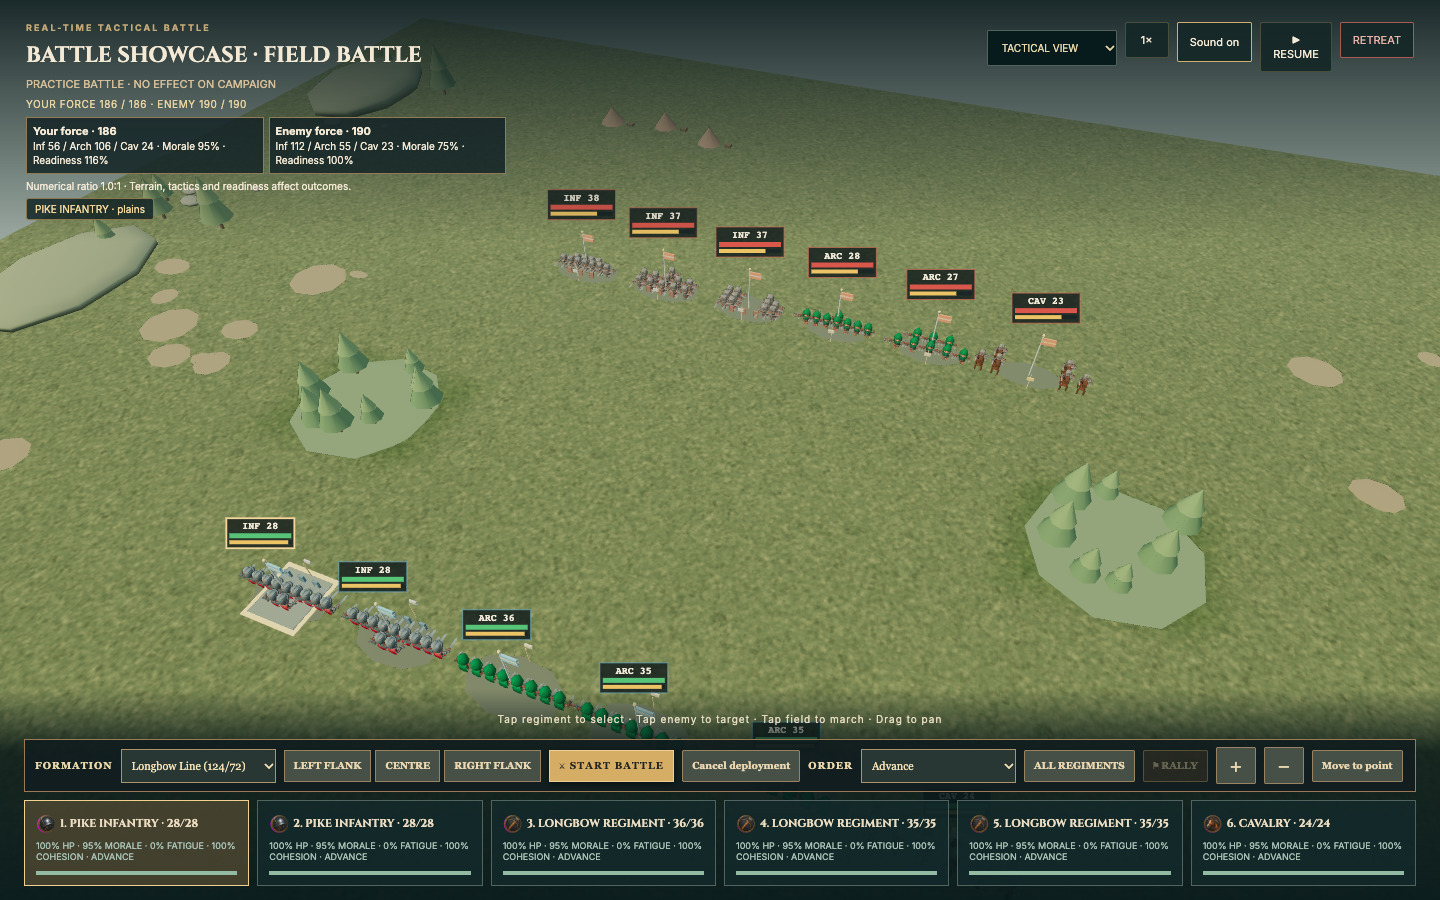 REAL-TIME TACTICAL BATTLE
BATTLE SHOWCASE · FIELD BATTLE
PRACTICE BATTLE · NO EFFECT ON CAMPAIGN
YOUR FORCE 186 / 186 · ENEMY 190 / 190
Your force · 186
Inf 56 / Arch 106 / Cav 24 · Morale 95% ·
Readiness 116%
Enemy force · 190
Inf 112 / Arch 55 / Cav 23 · Morale 75% ·
Readiness 100%
Numerical ratio 1.0:1 · Terrain, tactics and readiness affect outcomes.
PIKE INFANTRY · plains
TACTICAL VIEW
1×
Sound on
▶ RESUME
RETREAT
INF 38
INF 37
INF 37
ARC 28
ARC 27
CAV 23
INF 28
INF 28
ARC 36
ARC 35
ARC 35
CAV 24
Tap regiment to select · Tap enemy to target · Tap field to march · Drag to pan
FORMATION
Longbow Line (124/72)
LEFT FLANK
CENTRE
RIGHT FLANK
⚔ START BATTLE
Cancel deployment
ORDER
Advance
ALL REGIMENTS
⚑ RALLY
+
−
Move to point
1. PIKE INFANTRY · 28/28
100% HP · 95% MORALE · 0% FATIGUE · 100%
COHESION · ADVANCE
2. PIKE INFANTRY · 28/28
100% HP · 95% MORALE · 0% FATIGUE · 100%
COHESION · ADVANCE
3. LONGBOW REGIMENT · 36/36
100% HP · 95% MORALE · 0% FATIGUE · 100%
COHESION · ADVANCE
4. LONGBOW REGIMENT · 35/35
100% HP · 95% MORALE · 0% FATIGUE · 100%
COHESION · ADVANCE
5. LONGBOW REGIMENT · 35/35
100% HP · 95% MORALE · 0% FATIGUE · 100%
COHESION · ADVANCE
6. CAVALRY · 24/24
100% HP · 95% MORALE · 0% FATIGUE · 100%
COHESION · ADVANCE